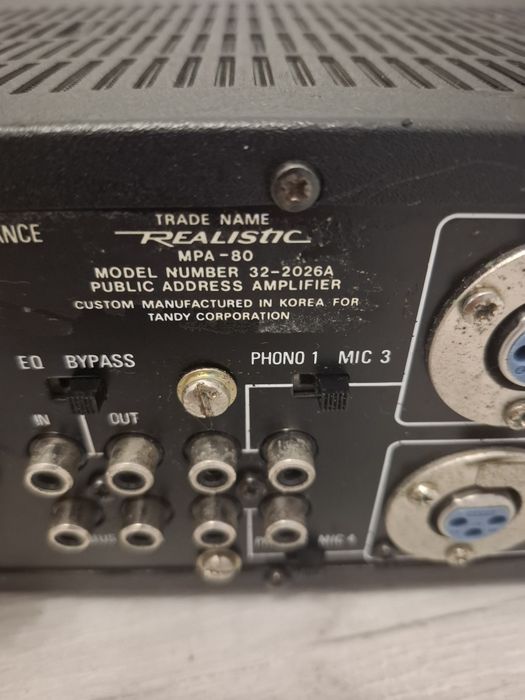 TRADE NAME
REALISTIC
MPA-80
MODEL NUMBER 32-2026A
PUBLIC ADDRESS AMPLIFIER
CUSTOM MANUFACTURED IN KOREA FOR
TANDY CORPORATION
ANCE
EQ BYPASS
PHONO 1 MIC 3
IN OUT
MIC 4